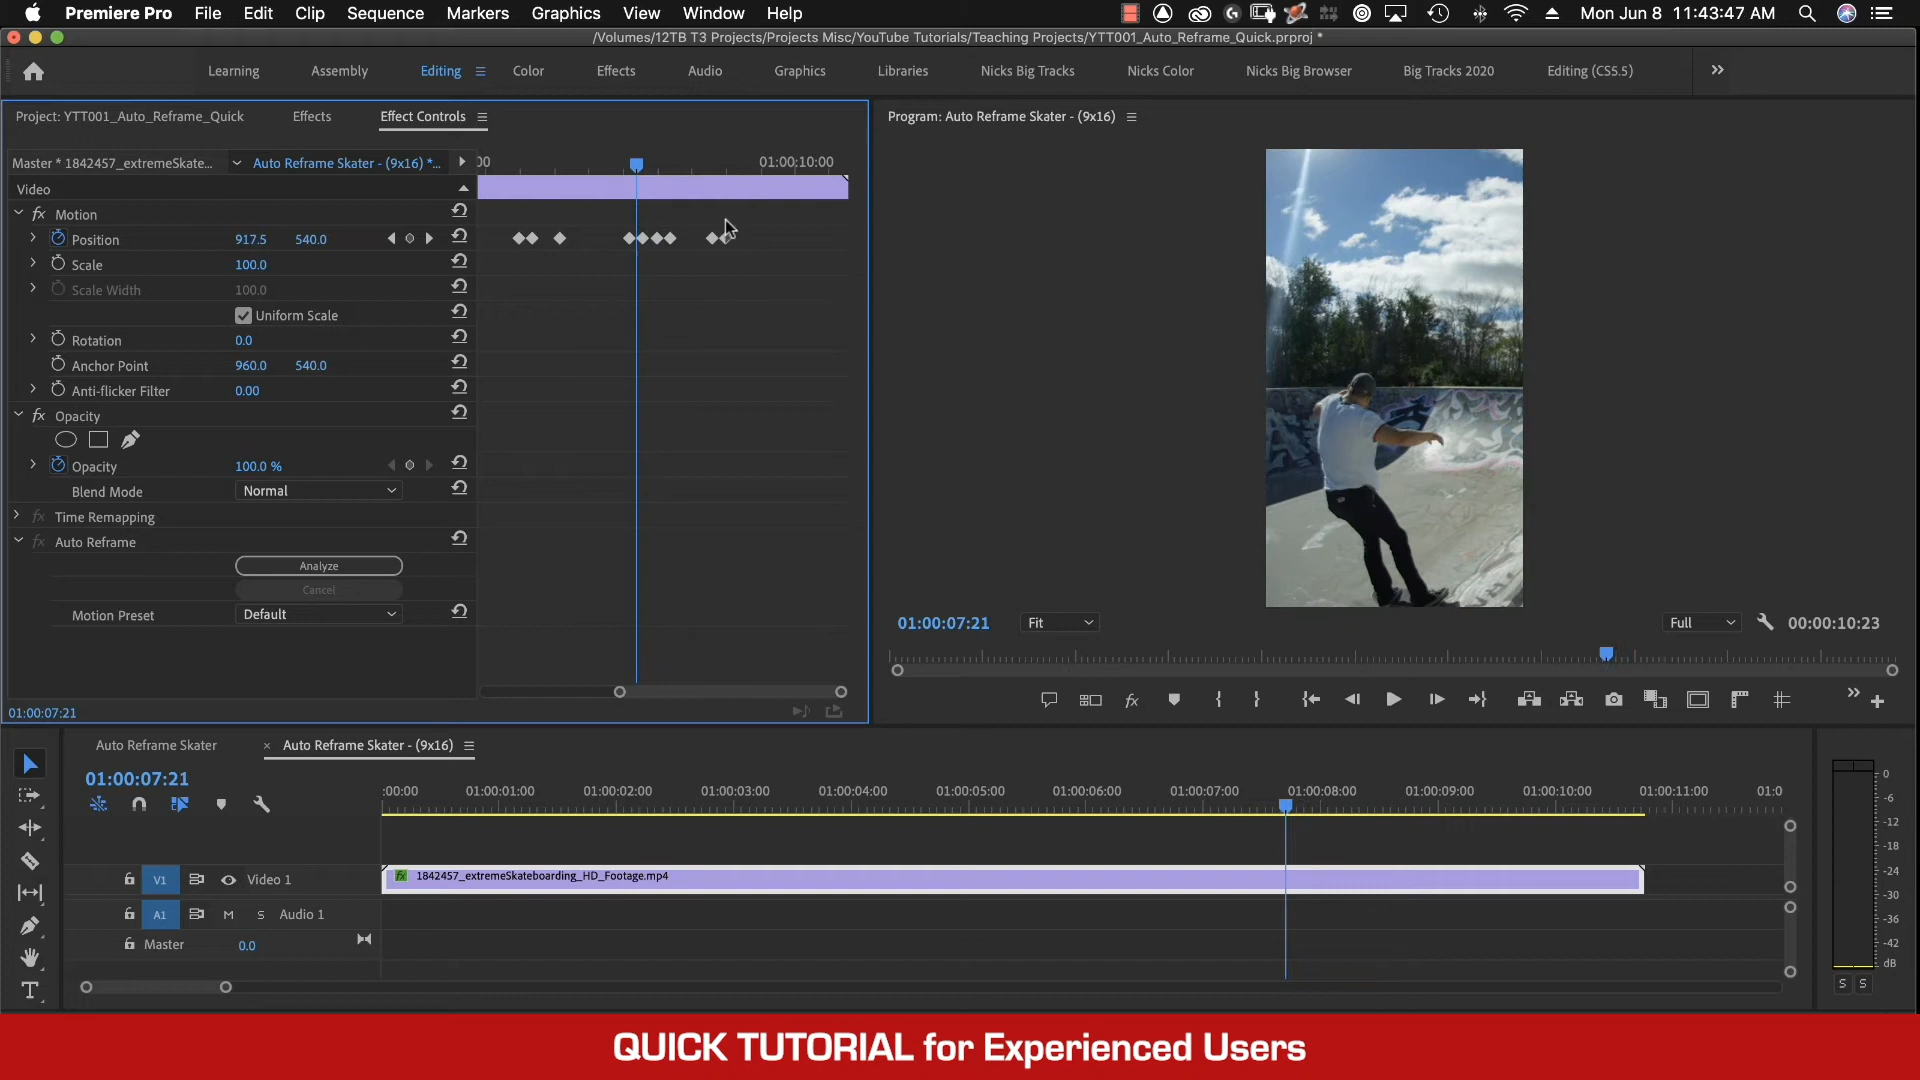 Premiere Pro File Edit Clip Sequence Markers Graphics View Window Help Mon Jun 8 11:43:47 AM
/Volumes/12TB T3 Projects/Projects Misc/YouTube Tutorials/Teaching Projects/YTT001_Auto_Reframe_Quick.prproj *
Learning Assembly Editing Color Effects Audio Graphics Libraries Nicks Big Tracks Nicks Color Nicks Big Browser Big Tracks 2020 Editing (CS5.5)
Project: YTT001_Auto_Reframe_Quick Effects Effect Controls
Program: Auto Reframe Skater - (9x16)
Master * 1842457_extremeSkate... Auto Reframe Skater - (9x16) *... 00 01:00:10:00
Video
fx Motion
Position 917.5 540.0
Scale 100.0
Scale Width 100.0
Uniform Scale
Rotation 0.0
Anchor Point 960.0 540.0
Anti-flicker Filter 0.00
fx Opacity
Opacity 100.0 %
Blend Mode Normal
fx Time Remapping
fx Auto Reframe
Analyze
Cancel
Motion Preset Default
01:00:07:21
01:00:07:21 Fit Full 00:00:10:23
fx
Auto Reframe Skater × Auto Reframe Skater - (9x16)
01:00:07:21
:00:00 01:00:01:00 01:00:02:00 01:00:03:00 01:00:04:00 01:00:05:00 01:00:06:00 01:00:07:00 01:00:08:00 01:00:09:00 01:00:10:00 01:00:11:00 01:0
V1 Video 1 fx 1842457_extremeSkateboarding_HD_Footage.mp4
A1 M S Audio 1
Master 0.0
T
0
-6
-12
-18
-24
-30
-36
-42
dB
S S
QUICK TUTORIAL for Experienced Users